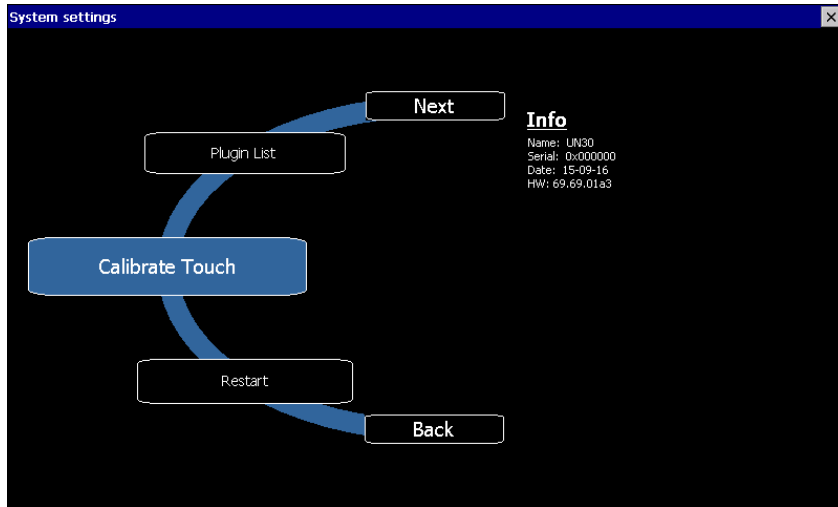 System settings
Next
Plugin List
Calibrate Touch
Restart
Back
Info
Name: UN30
Serial: 0x000000
Date: 15-09-16
HW: 69.69.01a3